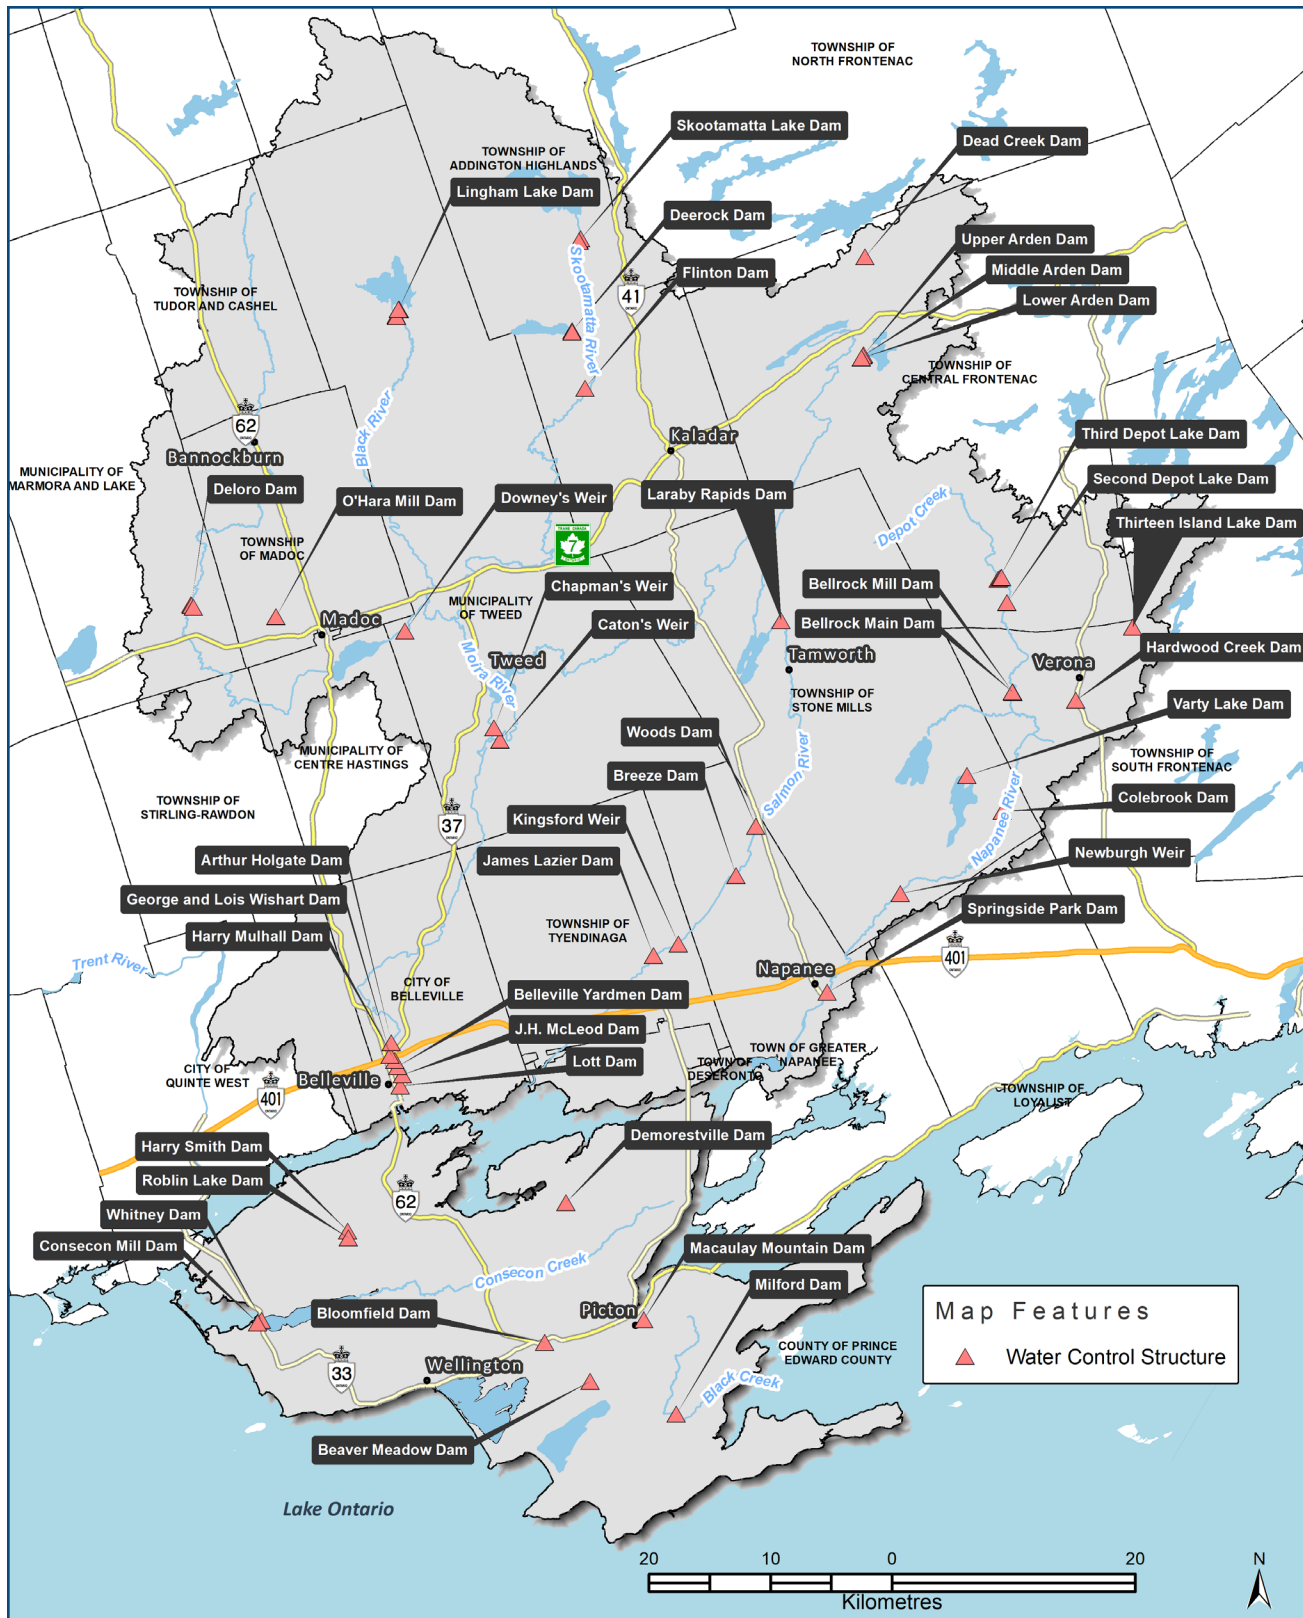 TOWNSHIP OF
NORTH FRONTENAC
Skootamatta Lake Dam
Dead Creek Dam
TOWNSHIP OF
ADDINGTON HIGHLANDS
Lingham Lake Dam
Deerock Dam
Upper Arden Dam
Skootamatta River
Flinton Dam
Middle Arden Dam
41
ONTARIO
TOWNSHIP OF
TUDOR AND CASHEL
Lower Arden Dam
TOWNSHIP OF
CENTRAL FRONTENAC
Black River
62
ONTARIO
Kaladar
Third Depot Lake Dam
Bannockburn
MUNICIPALITY OF
MARMORA AND LAKE
Second Depot Lake Dam
Deloro Dam
O'Hara Mill Dam
Downey's Weir
Laraby Rapids Dam
Depot Creek
Thirteen Island Lake Dam
TRANS CANADA
7
TOWNSHIP
OF MADOC
Chapman's Weir
Bellrock Mill Dam
MUNICIPALITY
OF TWEED
Madoc
Caton's Weir
Bellrock Main Dam
Moira River
Tweed
Tamworth
Verona
Hardwood Creek Dam
TOWNSHIP OF
STONE MILLS
Varty Lake Dam
Woods Dam
MUNICIPALITY OF
CENTRE HASTINGS
TOWNSHIP OF
SOUTH FRONTENAC
Breeze Dam
Salmon River
TOWNSHIP OF
STIRLING-RAWDON
Colebrook Dam
Kingsford Weir
37
ONTARIO
Napanee River
Arthur Holgate Dam
James Lazier Dam
Newburgh Weir
George and Lois Wishart Dam
Springside Park Dam
Harry Mulhall Dam
TOWNSHIP OF
TYENDINAGA
Trent River
401
ONTARIO
Napanee
CITY OF
BELLEVILLE
Belleville Yardmen Dam
J.H. McLeod Dam
Lott Dam
TOWN OF GREATER
NAPANEE
TOWN OF
DESERONTO
CITY OF
QUINTE WEST
Belleville
401
ONTARIO
TOWNSHIP OF
LOYALIST
Harry Smith Dam
Demorestville Dam
Roblin Lake Dam
62
ONTARIO
Whitney Dam
Consecon Mill Dam
Macaulay Mountain Dam
Consecon Creek
Milford Dam
Bloomfield Dam
Picton
Map Features
Water Control Structure
COUNTY OF PRINCE
EDWARD COUNTY
Wellington
33
ONTARIO
Black Creek
Beaver Meadow Dam
Lake Ontario
20 10 0 20
N
Kilometres